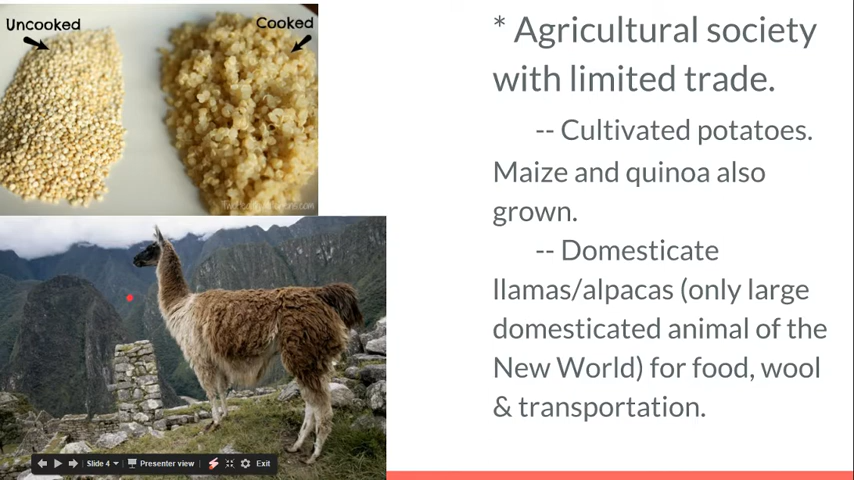 Uncooked
Cooked
* Agricultural society
with limited trade.
-- Cultivated potatoes.
Maize and quinoa also
grown.
-- Domesticate
llamas/alpacas (only large
domesticated animal of the
New World) for food, wool
& transportation.
Slide 4
Presenter view
Exit